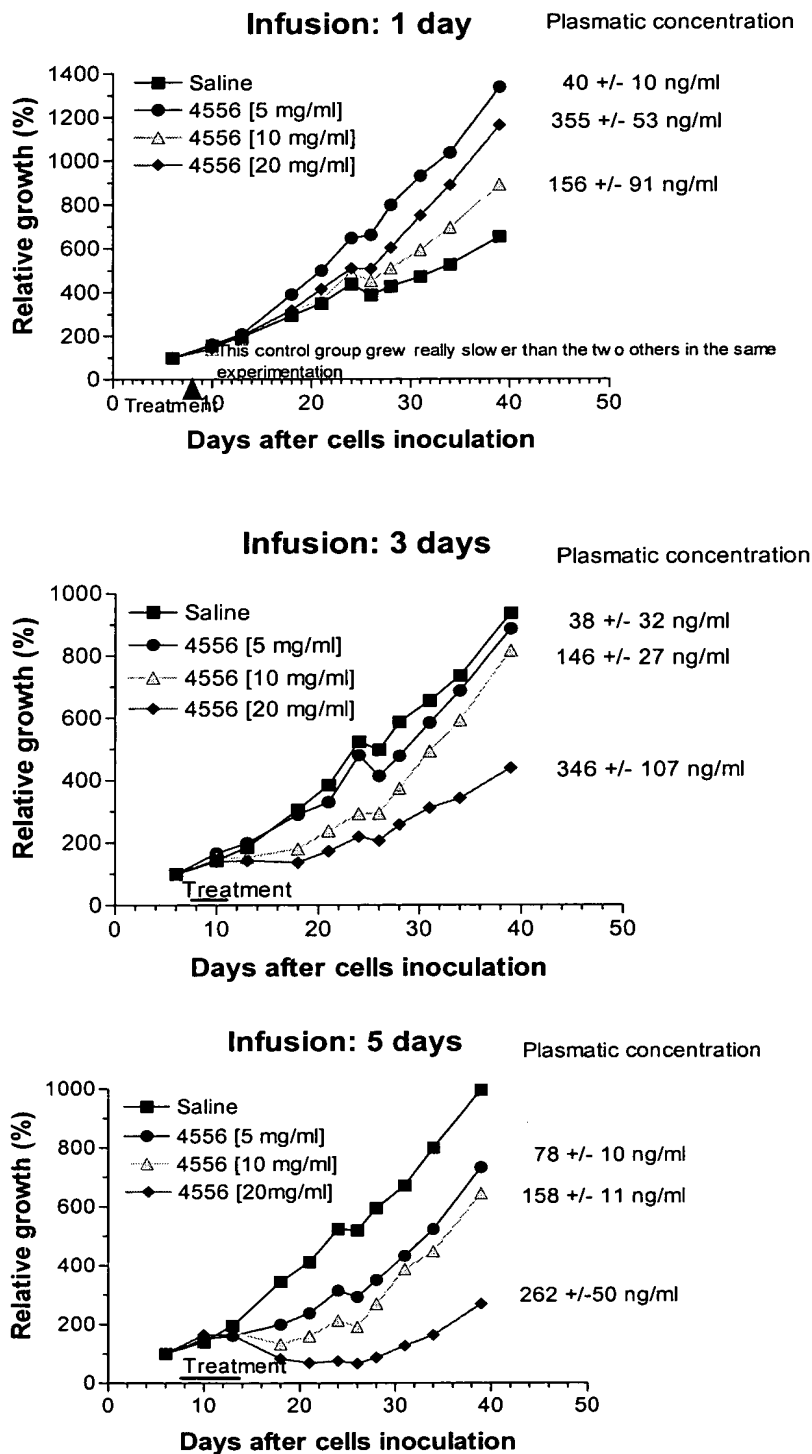 Infusion: 1 day
Plasmatic concentration
Relative growth (%)
1400
1200
1000
800
600
400
200
0
Saline
4556 [5 mg/ml]
4556 [10 mg/ml]
4556 [20 mg/ml]
40 +/- 10 ng/ml
355 +/- 53 ng/ml
156 +/- 91 ng/ml
This control group grew really slower than the two others in the same
experimentation
0 10 20 30 40 50
Treatment
Days after cells inoculation
Infusion: 3 days
Plasmatic concentration
Relative growth (%)
1000
800
600
400
200
0
Saline
4556 [5 mg/ml]
4556 [10 mg/ml]
4556 [20 mg/ml]
38 +/- 32 ng/ml
146 +/- 27 ng/ml
346 +/- 107 ng/ml
Treatment
0 10 20 30 40 50
Days after cells inoculation
Infusion: 5 days
Plasmatic concentration
Relative growth (%)
1000
800
600
400
200
0
Saline
4556 [5 mg/ml]
4556 [10 mg/ml]
4556 [20mg/ml]
78 +/- 10 ng/ml
158 +/- 11 ng/ml
262 +/-50 ng/ml
Treatment
0 10 20 30 40 50
Days after cells inoculation